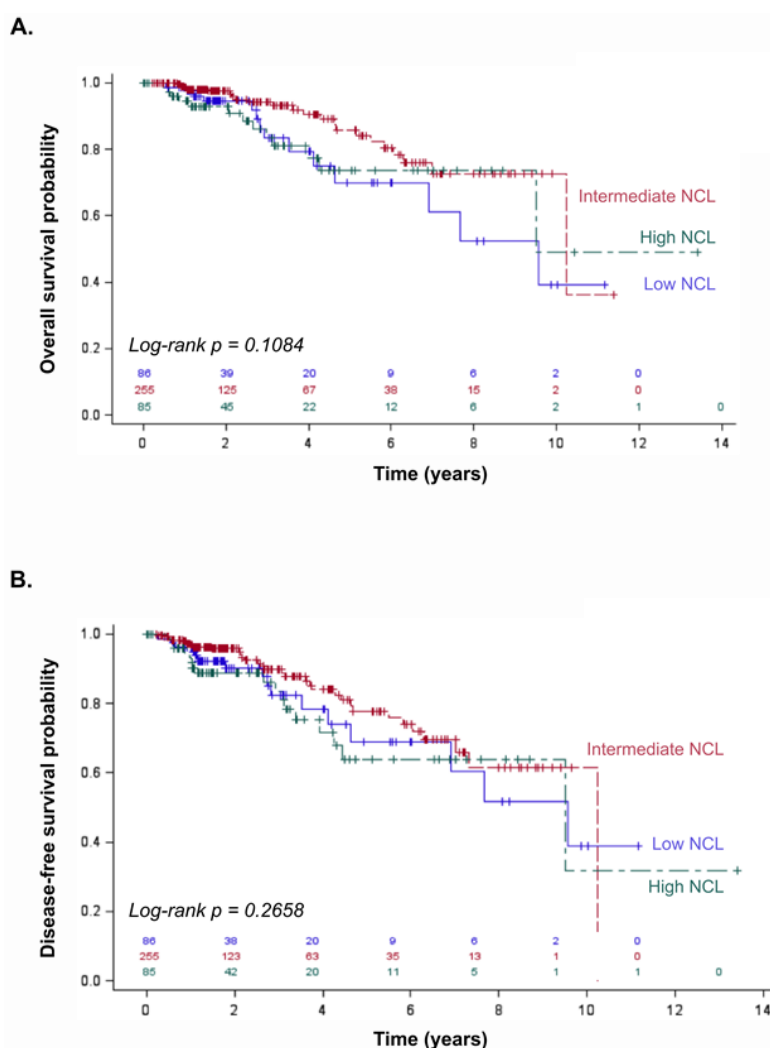 A.
Overall survival probability
1.0
0.8
0.6
0.4
0.2
0.0
Intermediate NCL
High NCL
Low NCL
Log-rank p = 0.1084
86 39 20 9 6 2 0
255 125 67 38 15 2 0
85 45 22 12 6 2 1 0
0 2 4 6 8 10 12 14
Time (years)
B.
Disease-free survival probability
1.0
0.8
0.6
0.4
0.2
0.0
Intermediate NCL
Low NCL
High NCL
Log-rank p = 0.2658
86 38 20 9 6 2 0
255 123 63 35 13 1 0
85 42 20 11 5 1 1 0
0 2 4 6 8 10 12 14
Time (years)